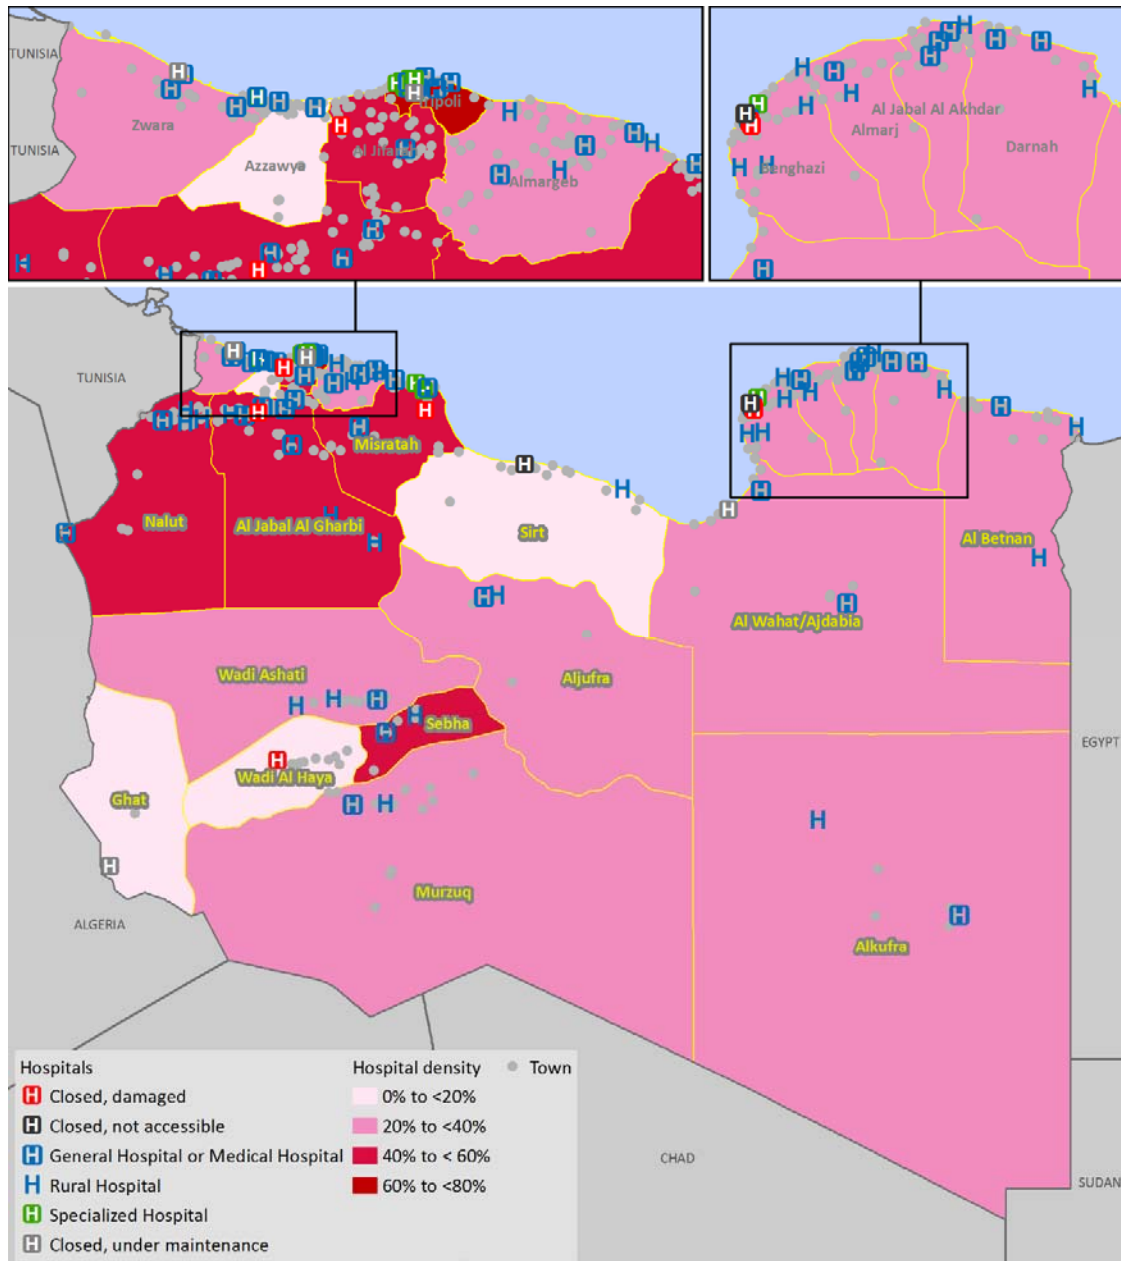 TUNISIA
TUNISIA
Zwara
Azzawya
Al Jifarah
Tripoli
Almargeb
Al Jabal Al Akhdar
Almarj
Darnah
Benghazi
TUNISIA
Misratah
Nalut
Al Jabal Al Gharbi
Sirt
Al Betnan
Al Wahat/Ajdabia
Wadi Ashati
Aljufra
Sebha
EGYPT
Wadi Al Haya
Ghat
Murzuq
ALGERIA
Alkufra
CHAD
SUDAN
Hospitals
H Closed, damaged
H Closed, not accessible
H General Hospital or Medical Hospital
H Rural Hospital
H Specialized Hospital
H Closed, under maintenance
Hospital density
0% to <20%
20% to <40%
40% to < 60%
60% to <80%
Town